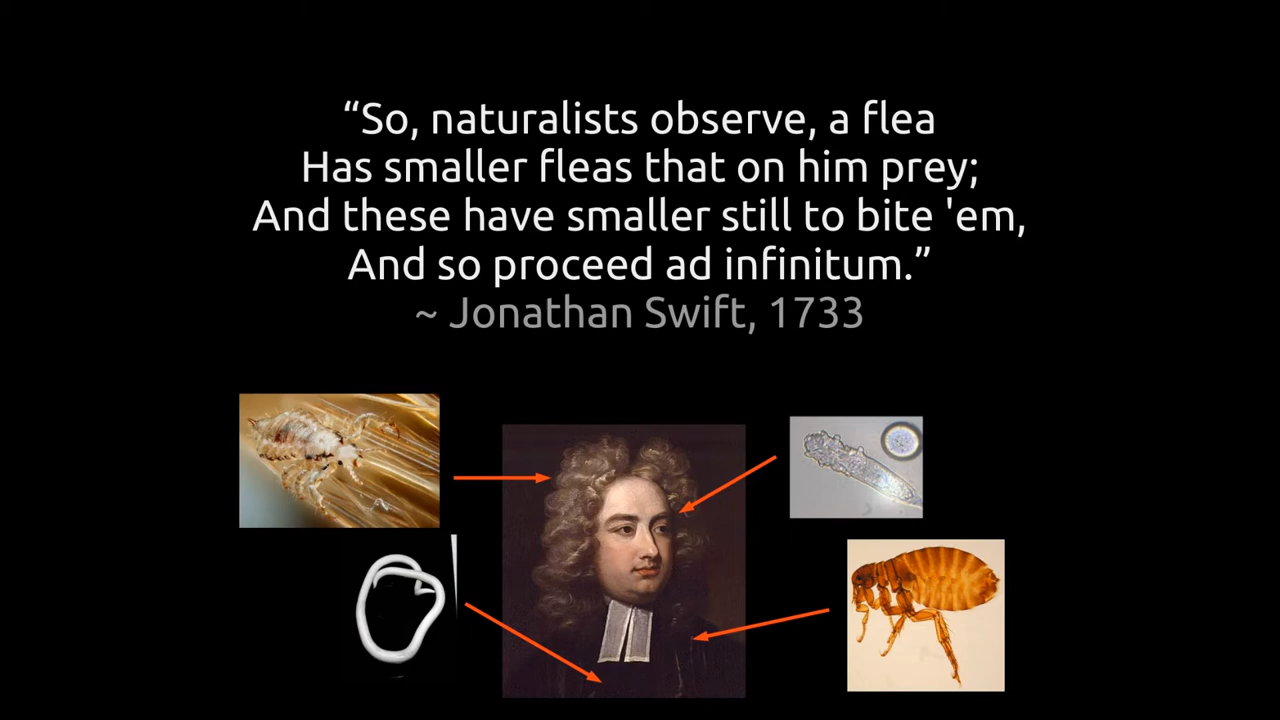 “So, naturalists observe, a flea
Has smaller fleas that on him prey;
And these have smaller still to bite 'em,
And so proceed ad infinitum.”
~ Jonathan Swift, 1733